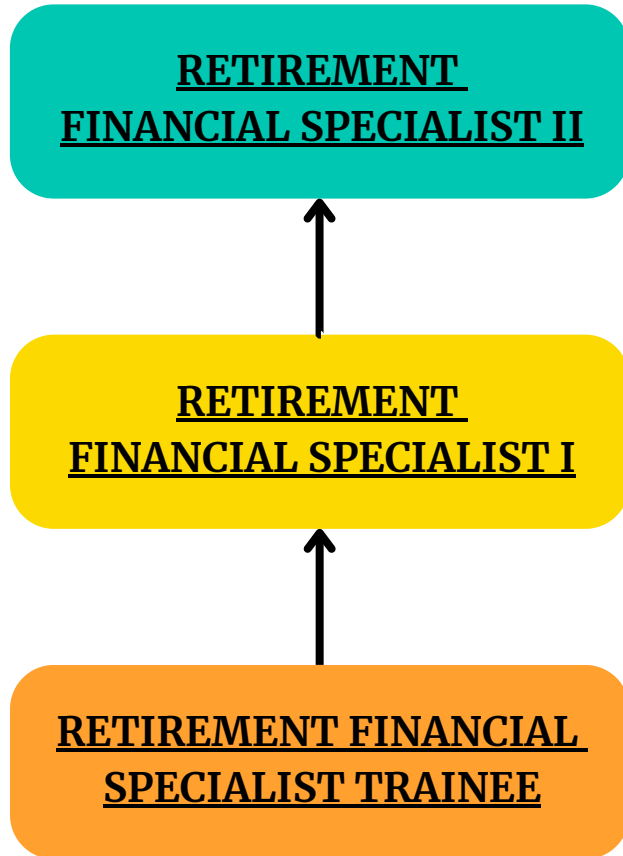 RETIREMENT
FINANCIAL SPECIALIST II
RETIREMENT
FINANCIAL SPECIALIST I
RETIREMENT FINANCIAL
SPECIALIST TRAINEE